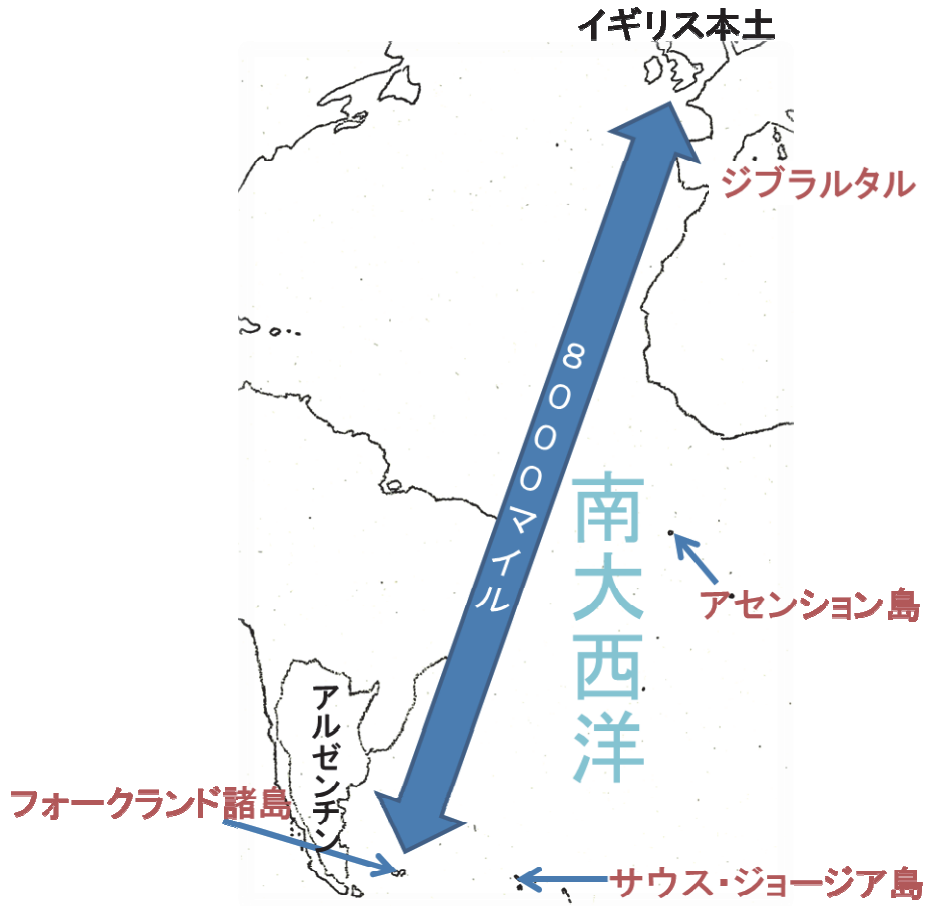 イギリス本土
ジブラルタル
8000マイル
南大西洋
アセンション島
アルゼンチン
フォークランド諸島
サウス・ジョージア島